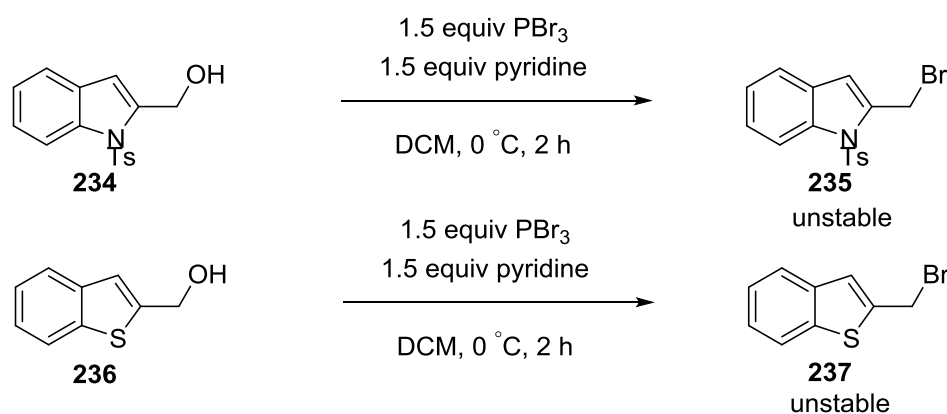 1.5 equiv PBr3
1.5 equiv pyridine
DCM, 0 °C, 2 h
OH
N
Ts
234
Br
N
Ts
235
unstable
1.5 equiv PBr3
1.5 equiv pyridine
DCM, 0 °C, 2 h
OH
S
236
Br
S
237
unstable